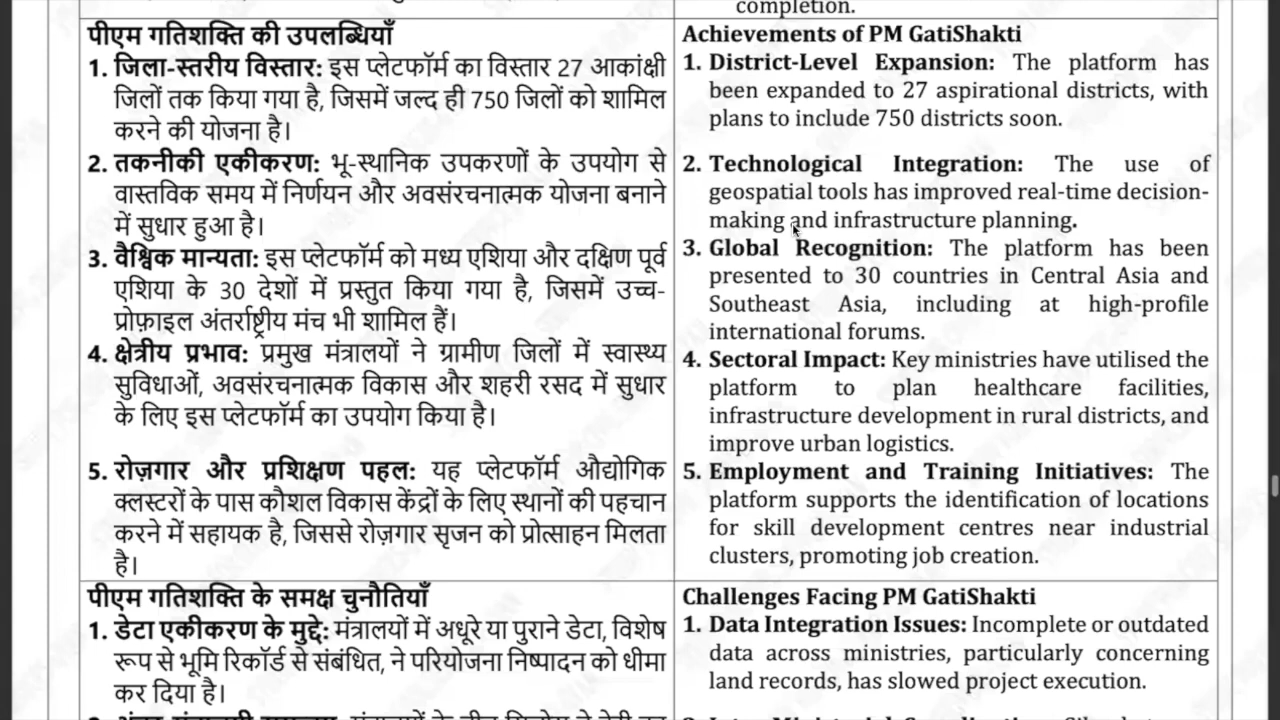 completion.
पीएम गतिशक्ति की उपलब्धियाँ
1. जिला-स्तरीय विस्तार: इस प्लेटफॉर्म का विस्तार 27 आकांक्षी
जिलों तक किया गया है, जिसमें जल्द ही 750 जिलों को शामिल
करने की योजना है।
2. तकनीकी एकीकरण: भू-स्थानिक उपकरणों के उपयोग से
वास्तविक समय में निर्णयन और अवसंरचनात्मक योजना बनाने
में सुधार हुआ है।
3. वैश्विक मान्यता: इस प्लेटफॉर्म को मध्य एशिया और दक्षिण पूर्व
एशिया के 30 देशों में प्रस्तुत किया गया है, जिसमें उच्च-
प्रोफ़ाइल अंतर्राष्ट्रीय मंच भी शामिल हैं।
4. क्षेत्रीय प्रभाव: प्रमुख मंत्रालयों ने ग्रामीण जिलों में स्वास्थ्य
सुविधाओं, अवसंरचनात्मक विकास और शहरी रसद में सुधार
के लिए इस प्लेटफॉर्म का उपयोग किया है।
5. रोज़गार और प्रशिक्षण पहल: यह प्लेटफॉर्म औद्योगिक
क्लस्टरों के पास कौशल विकास केंद्रों के लिए स्थानों की पहचान
करने में सहायक है, जिससे रोज़गार सृजन को प्रोत्साहन मिलता
है।
Achievements of PM GatiShakti
1. District-Level Expansion: The platform has
been expanded to 27 aspirational districts, with
plans to include 750 districts soon.
2. Technological Integration: The use of
geospatial tools has improved real-time decision-
making and infrastructure planning.
3. Global Recognition: The platform has been
presented to 30 countries in Central Asia and
Southeast Asia, including at high-profile
international forums.
4. Sectoral Impact: Key ministries have utilised the
platform to plan healthcare facilities,
infrastructure development in rural districts, and
improve urban logistics.
5. Employment and Training Initiatives: The
platform supports the identification of locations
for skill development centres near industrial
clusters, promoting job creation.
पीएम गतिशक्ति के समक्ष चुनौतियाँ
1. डेटा एकीकरण के मुद्दे: मंत्रालयों में अधूरे या पुराने डेटा, विशेष
रूप से भूमि रिकॉर्ड से संबंधित, ने परियोजना निष्पादन को धीमा
कर दिया है।
Challenges Facing PM GatiShakti
1. Data Integration Issues: Incomplete or outdated
data across ministries, particularly concerning
land records, has slowed project execution.